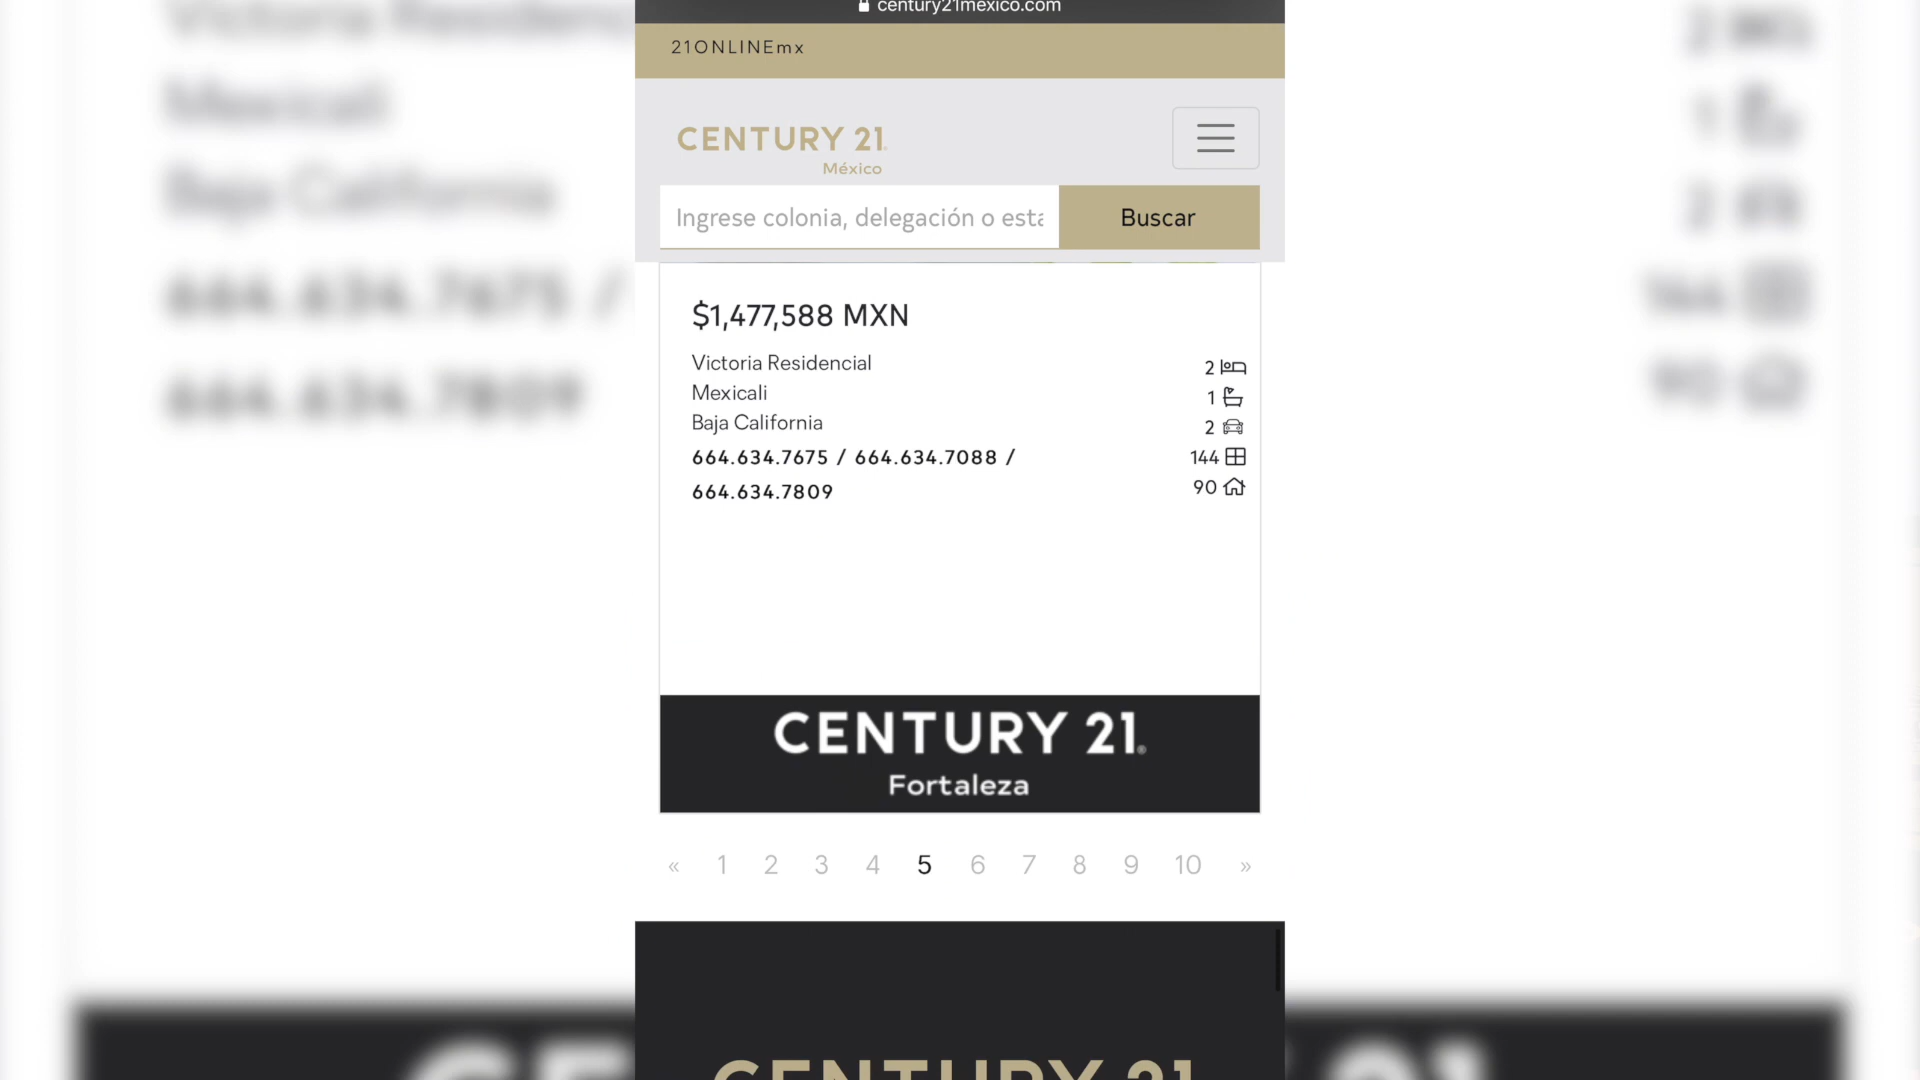 century21mexico.com
21ONLINEmx
CENTURY 21
México
Ingrese colonia, delegación o esta
Buscar
$1,477,588 MXN
Victoria Residencial
2
Mexicali
1
Baja California
2
664.634.7675 / 664.634.7088 /
144
664.634.7809
90
CENTURY 21
Fortaleza
« 1 2 3 4 5 6 7 8 9 10 »
CENTURY 21